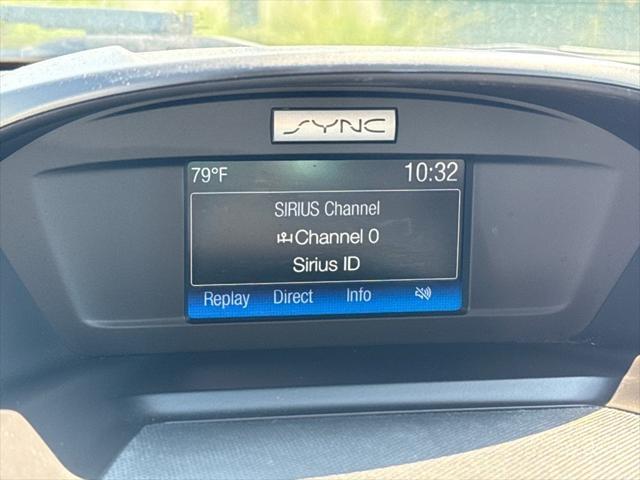 SYNC
79°F 10:32
SIRIUS Channel
Channel 0
Sirius ID
Replay Direct Info